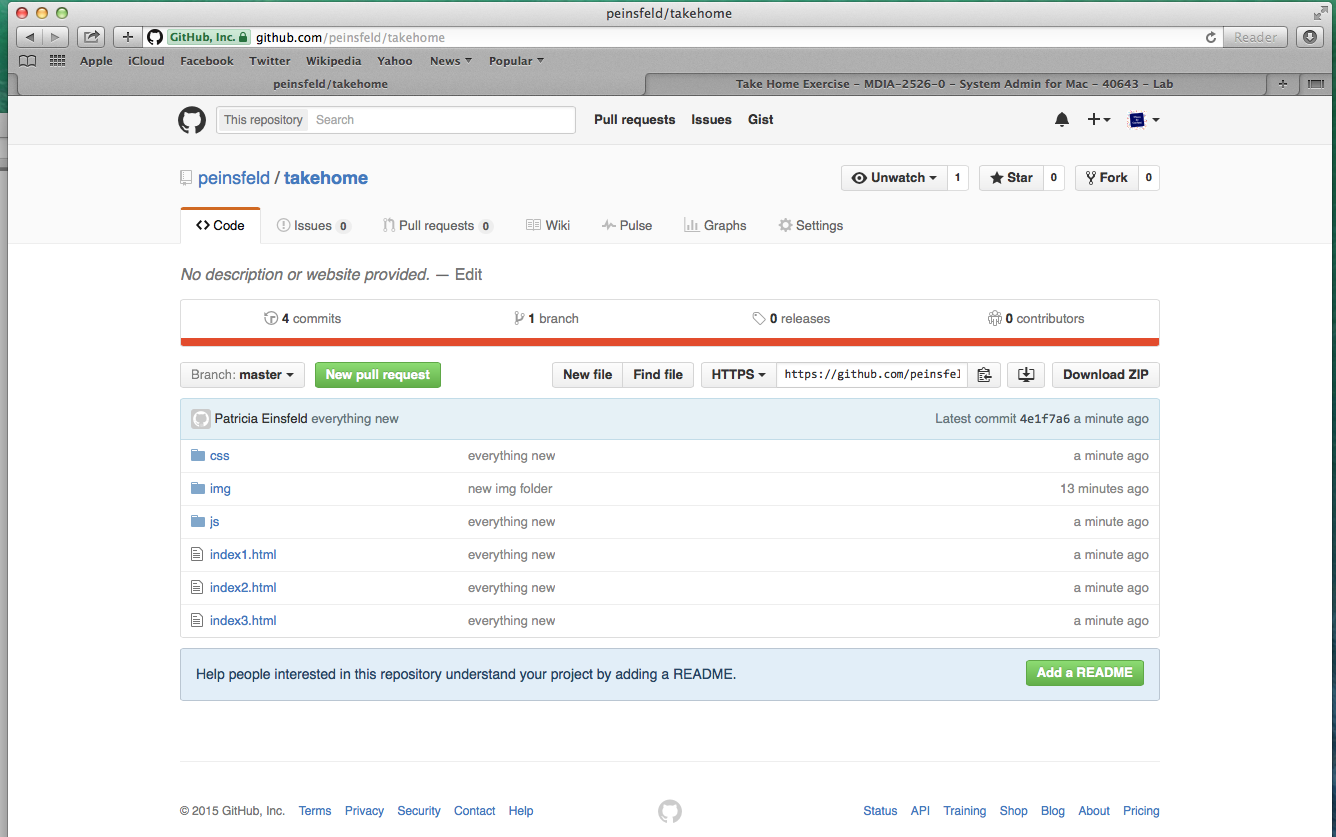 peinsfeld/takehome
GitHub, Inc. github.com/peinsfeld/takehome Reader
Apple iCloud Facebook Twitter Wikipedia Yahoo News Popular
peinsfeld/takehome Take Home Exercise – MDIA-2526-0 – System Admin for Mac – 40643 – Lab
This repository Search Pull requests Issues Gist
peinsfeld / takehome Unwatch 1 Star 0 Fork 0
Code Issues 0 Pull requests 0 Wiki Pulse Graphs Settings
No description or website provided. — Edit
4 commits 1 branch 0 releases 0 contributors
Branch: master New pull request New file Find file HTTPS https://github.com/peinsfel Download ZIP
Patricia Einsfeld everything new Latest commit 4e1f7a6 a minute ago
css everything new a minute ago
img new img folder 13 minutes ago
js everything new a minute ago
index1.html everything new a minute ago
index2.html everything new a minute ago
index3.html everything new a minute ago
Help people interested in this repository understand your project by adding a README. Add a README
© 2015 GitHub, Inc. Terms Privacy Security Contact Help Status API Training Shop Blog About Pricing